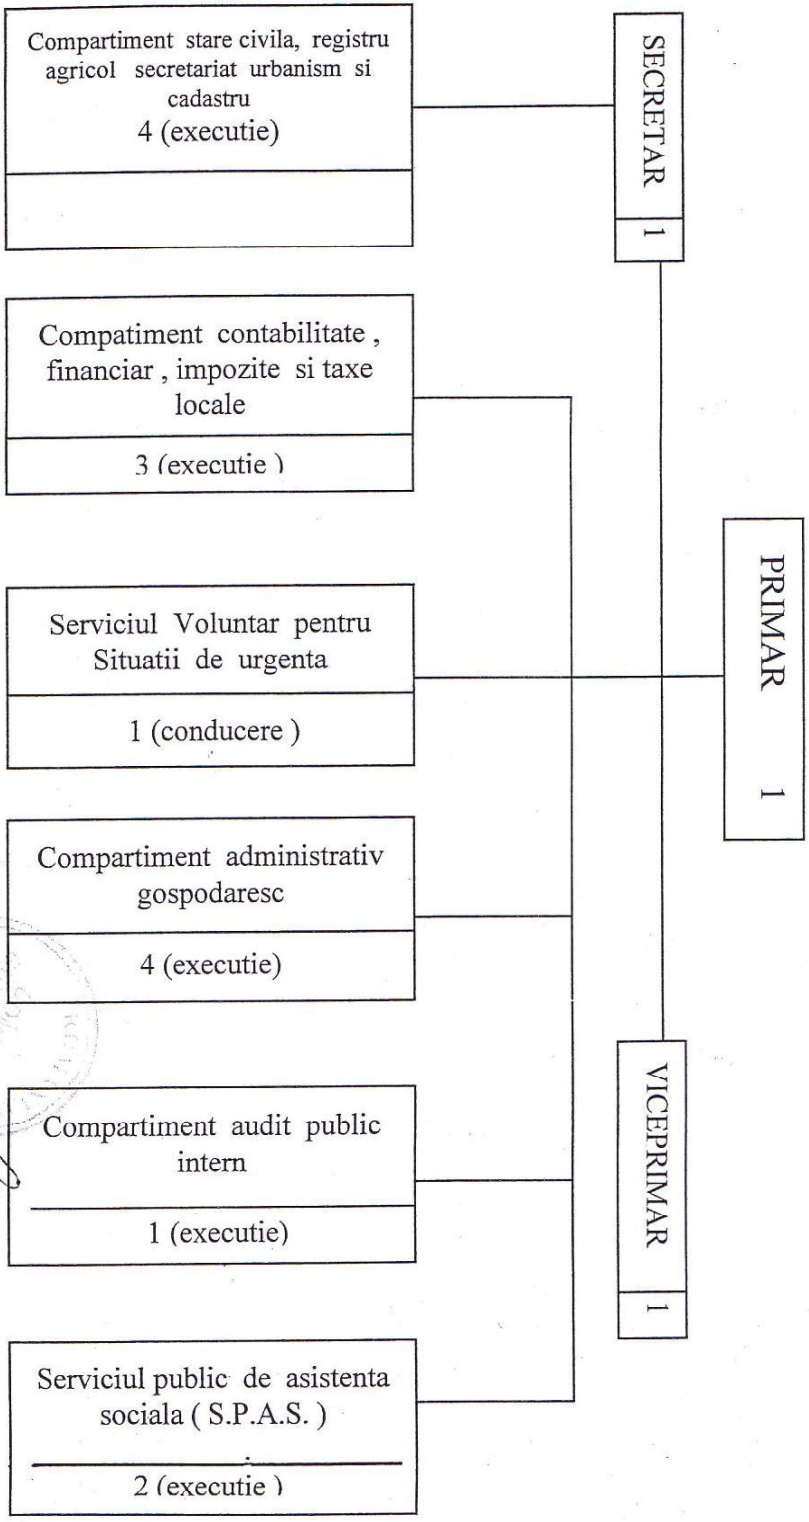 Compartiment stare civila, registru
agricol secretariat urbanism si
cadastru
4 (executie)
SECRETAR 1
Compatiment contabilitate ,
financiar , impozite si taxe
locale
3 (executie )
PRIMAR 1
Serviciul Voluntar pentru
Situatii de urgenta
1 (conducere )
Compartiment administrativ
gospodaresc
4 (executie)
VICEPRIMAR 1
Compartiment audit public
intern
1 (executie)
Serviciul public de asistenta
sociala ( S.P.A.S. )
2 (executie )